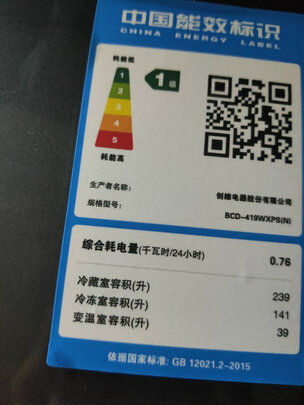 中国能效标识
CHINA ENERGY LABEL
耗能低
1
2
3
4
5
耗能高
1级
生产者名称: 创维电器股份有限公司
规格型号: BCD-419WXPS(N)
综合耗电量(千瓦时/24小时) 0.76
冷藏室容积(升) 239
冷冻室容积(升) 141
变温室容积(升) 39
依据国家标准: GB 12021.2-2015